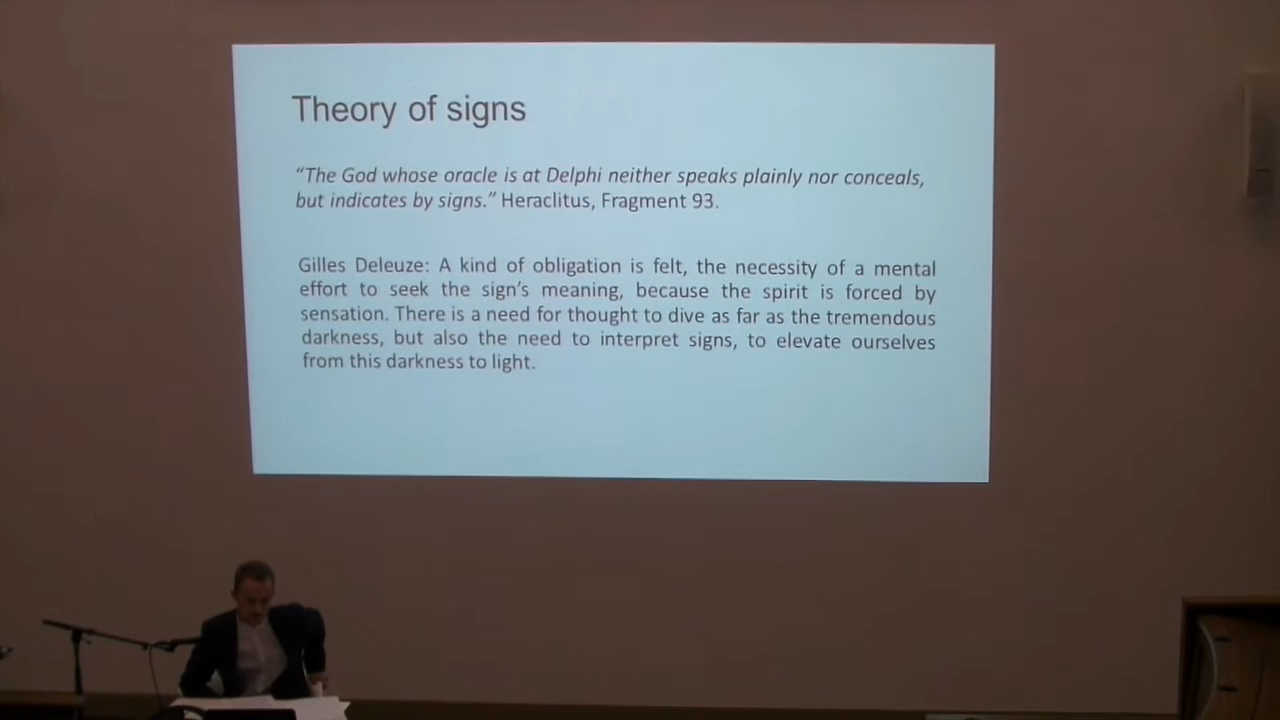 Theory of signs
“The God whose oracle is at Delphi neither speaks plainly nor conceals,
but indicates by signs.” Heraclitus, Fragment 93.
Gilles Deleuze: A kind of obligation is felt, the necessity of a mental
effort to seek the sign’s meaning, because the spirit is forced by
sensation. There is a need for thought to dive as far as the tremendous
darkness, but also the need to interpret signs, to elevate ourselves
from this darkness to light.